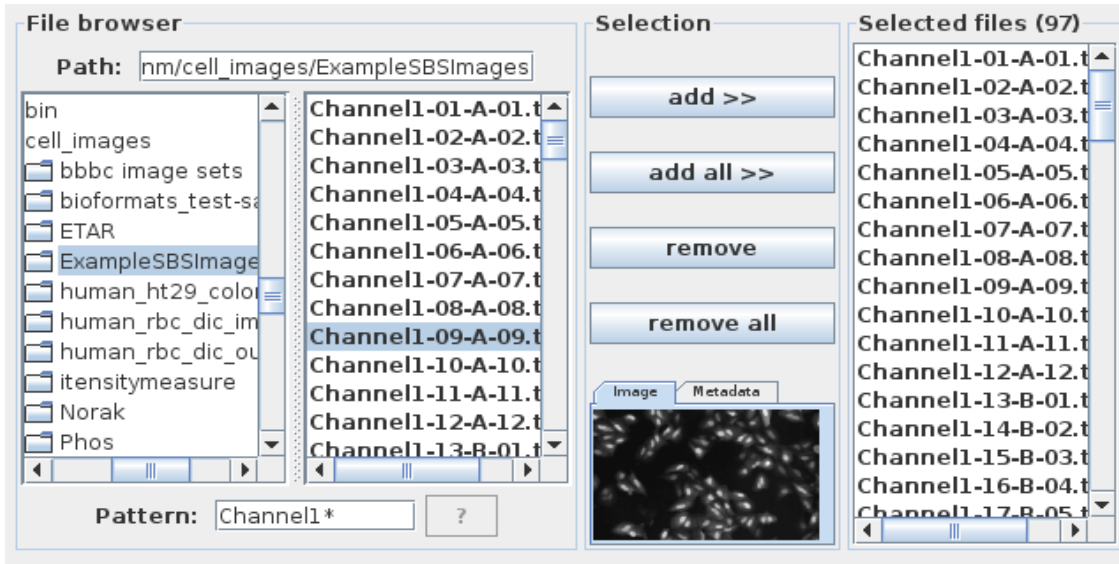 File browser
Path: nm/cell_images/ExampleSBSImages
bin
cell_images
bbbc image sets
bioformats_test-sa
ETAR
ExampleSBSImage
human_ht29_color
human_rbc_dic_im
human_rbc_dic_ou
itensitymeasure
Norak
Phos
Channel1-01-A-01.t
Channel1-02-A-02.t
Channel1-03-A-03.t
Channel1-04-A-04.t
Channel1-05-A-05.t
Channel1-06-A-06.t
Channel1-07-A-07.t
Channel1-08-A-08.t
Channel1-09-A-09.t
Channel1-10-A-10.t
Channel1-11-A-11.t
Channel1-12-A-12.t
Channel1-13-B-01.t
Pattern: Channel1* ?
Selection
add >>
add all >>
remove
remove all
Image Metadata
Selected files (97)
Channel1-01-A-01.t
Channel1-02-A-02.t
Channel1-03-A-03.t
Channel1-04-A-04.t
Channel1-05-A-05.t
Channel1-06-A-06.t
Channel1-07-A-07.t
Channel1-08-A-08.t
Channel1-09-A-09.t
Channel1-10-A-10.t
Channel1-11-A-11.t
Channel1-12-A-12.t
Channel1-13-B-01.t
Channel1-14-B-02.t
Channel1-15-B-03.t
Channel1-16-B-04.t
Channel1-17-B-05.t